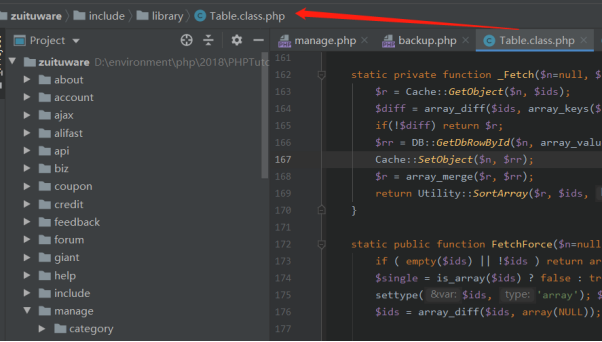 zuituware > include > library > Table.class.php
Project
manage.php × backup.php × Table.class.php ×
zuituware D:\environment\php\2018\PHPTuto
about
account
ajax
alifast
api
biz
coupon
credit
feedback
forum
giant
help
include
manage
category
161
162 static private function _Fetch($n=null, $
163 $r = Cache::GetObject($n, $ids);
164 $diff = array_diff($ids, array_keys($
165 if(!$diff) return $r;
166 $rr = DB::GetDbRowById($n, array_valu
167 Cache::SetObject($n, $rr);
168 $r = array_merge($r, $rr);
169 return Utility::SortArray($r, $ids,
170 }
171
172 static public function FetchForce($n=null
173 if ( empty($ids) || !$ids ) return arr
174 $single = is_array($ids) ? false : tr
175 settype( &var: $ids, type: 'array'); $
176 $ids = array_diff($ids, array(NULL));
177